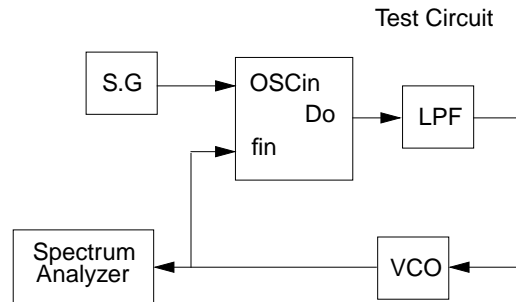 Test Circuit
S.G
OSCin
Do
LPF
fin
Spectrum
Analyzer
VCO